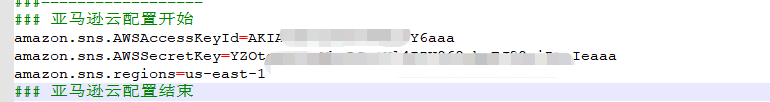 ###------------------
### 亚马逊云配置开始
amazon.sns.AWSAccessKeyId=AKIA Y6aaa
amazon.sns.AWSSecretKey=YZOt Ieaaa
amazon.sns.regions=us-east-1
### 亚马逊云配置结束